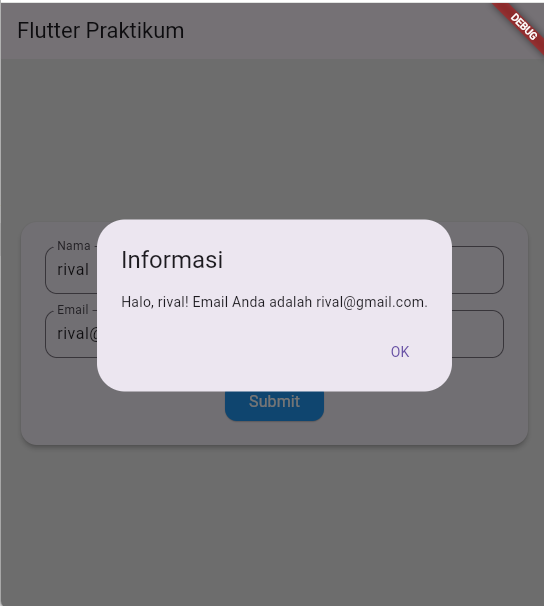 Flutter Praktikum
DEBUG
Nama
rival
Informasi
Halo, rival! Email Anda adalah rival@gmail.com.
Email
rival@
OK
Submit